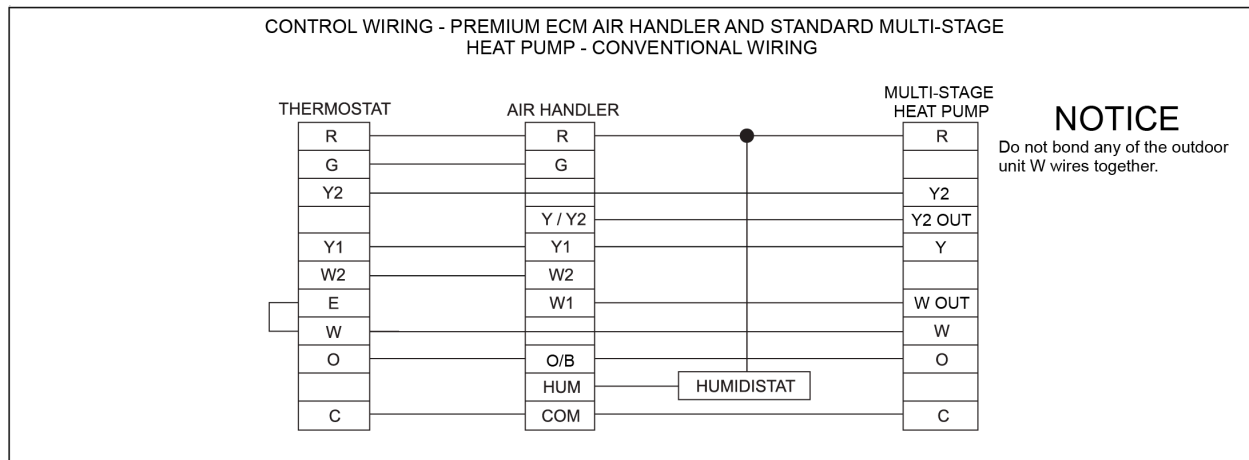 CONTROL WIRING - PREMIUM ECM AIR HANDLER AND STANDARD MULTI-STAGE
HEAT PUMP - CONVENTIONAL WIRING
THERMOSTAT
R
G
Y2
Y1
W2
E
W
O
C
AIR HANDLER
R
G
Y / Y2
Y1
W2
W1
O/B
HUM
COM
HUMIDISTAT
MULTI-STAGE
HEAT PUMP
R
Y2
Y2 OUT
Y
W OUT
W
O
C
NOTICE
Do not bond any of the outdoor
unit W wires together.